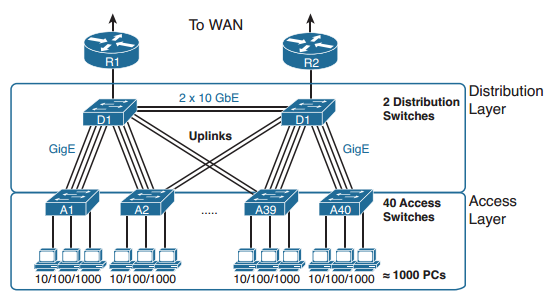 To WAN
R1
R2
2 x 10 GbE
D1
D1
2 Distribution
Switches
Distribution
Layer
Uplinks
GigE
GigE
A1
A2
.....
A39
A40
40 Access
Switches
Access
Layer
10/100/1000
10/100/1000
10/100/1000
10/100/1000
≈ 1000 PCs